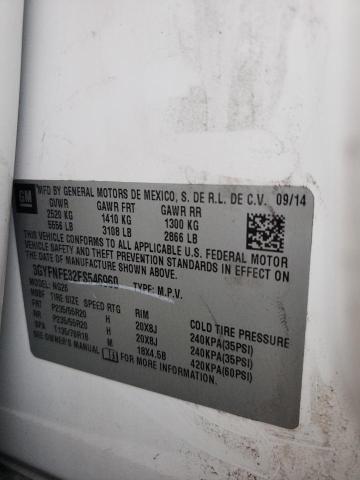 GM
MFD BY GENERAL MOTORS DE MEXICO, S. DE R.L. DE C.V. 09/14
GVWR GAWR FRT GAWR RR
2520 KG 1410 KG 1300 KG
5556 LB 3108 LB 2866 LB
THIS VEHICLE CONFORMS TO ALL APPLICABLE U.S. FEDERAL MOTOR
VEHICLE SAFETY AND THEFT PREVENTION STANDARDS IN EFFECT ON
THE DATE OF MANUFACTURE SHOWN ABOVE.
3GYFNFE32FS546960 TYPE: M.P.V.
MODEL: NG26
TIRE SIZE SPEED RTG RIM COLD TIRE PRESSURE
FRT P235/55R20 H 20X8J 240KPA(35PSI)
RR P235/55R20 H 20X8J 240KPA(35PSI)
SP T135/70R18 M 18X4.5B 420KPA(60PSI)
SEE OWNER'S MANUAL FOR MORE INFORMATION.